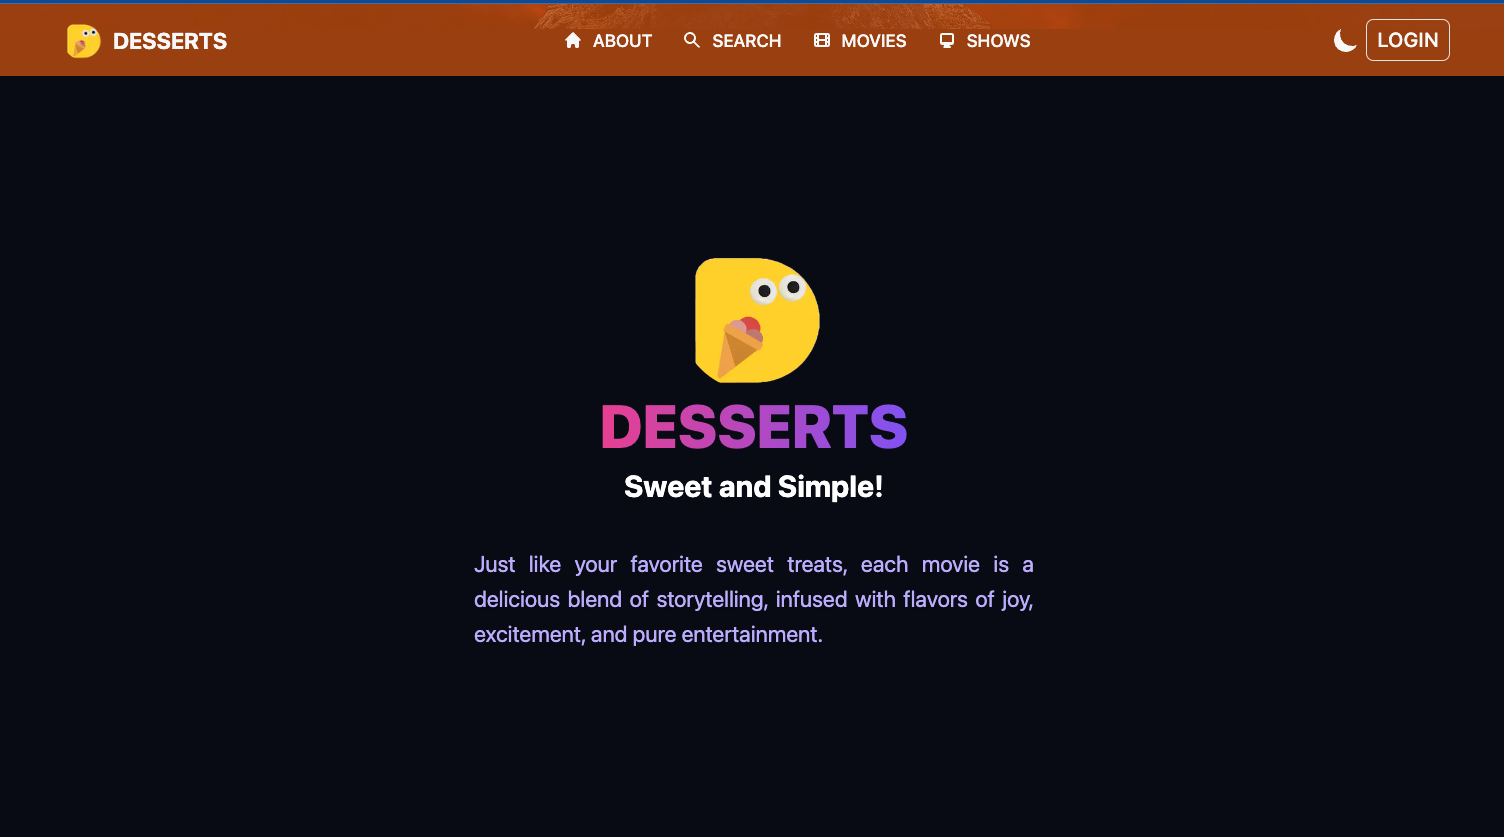 DESSERTS
ABOUT
SEARCH
MOVIES
SHOWS
LOGIN
DESSERTS
Sweet and Simple!
Just like your favorite sweet treats, each movie is a
delicious blend of storytelling, infused with flavors of joy,
excitement, and pure entertainment.